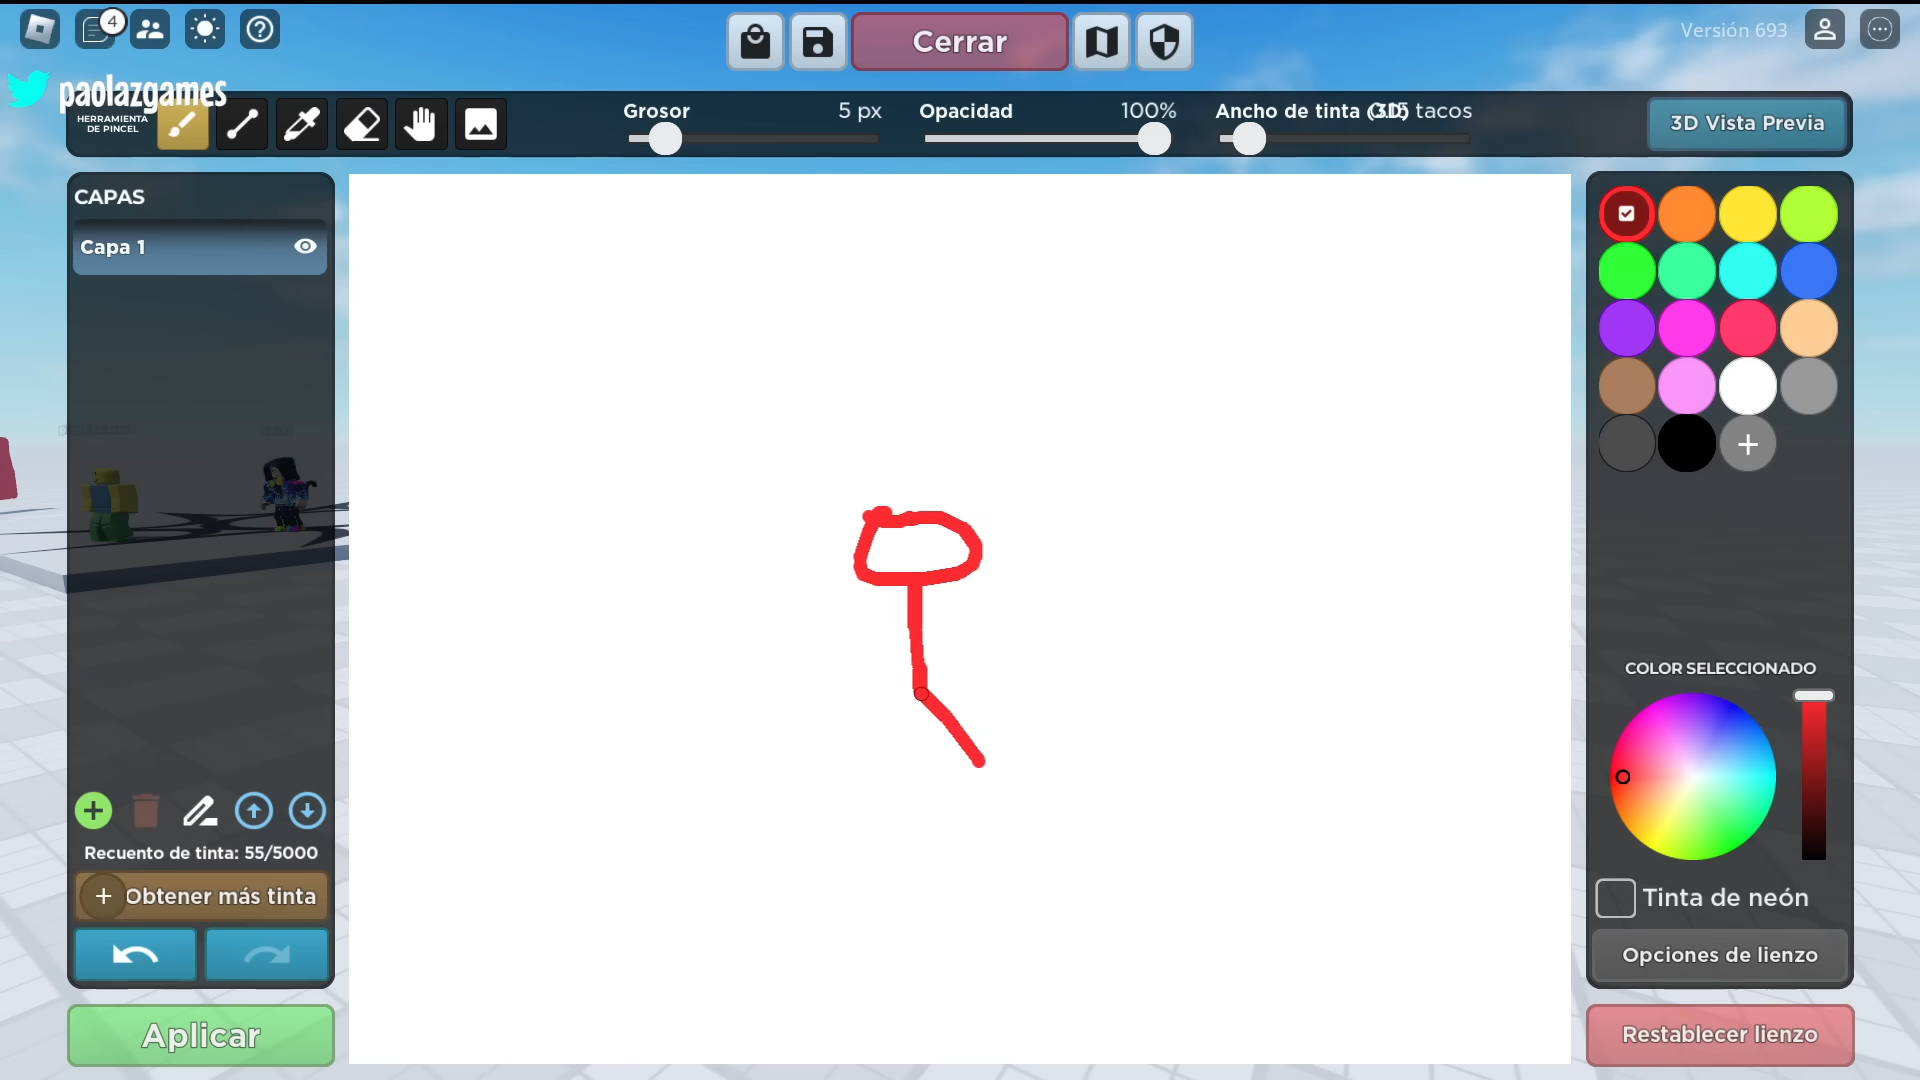 4
Cerrar
Versión 693
paolazgames
HERRAMIENTA
DE PINCEL
Grosor
5 px
Opacidad
100%
Ancho de tinta (3D)
tacos
3D Vista Previa
CAPAS
Capa 1
COLOR SELECCIONADO
Recuento de tinta: 55/5000
Obtener más tinta
Tinta de neón
Opciones de lienzo
Aplicar
Restablecer lienzo